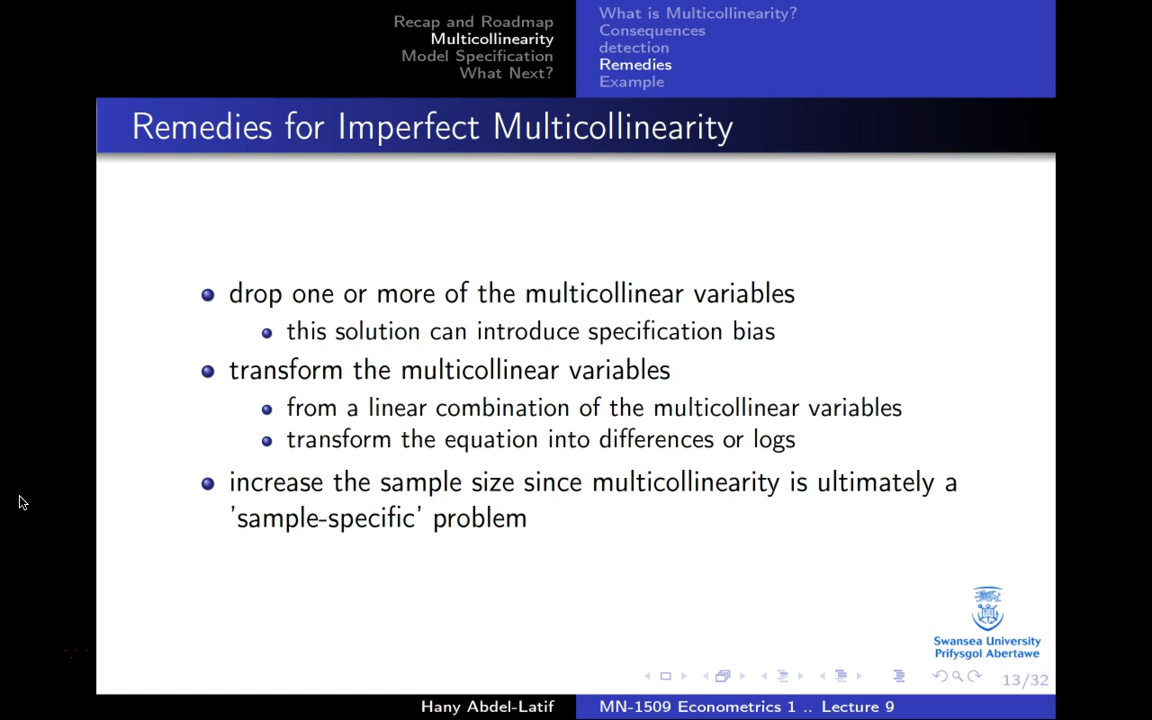 Recap and Roadmap
Multicollinearity
Model Specification
What Next?
What is Multicollinearity?
Consequences
detection
Remedies
Example
Remedies for Imperfect Multicollinearity
drop one or more of the multicollinear variables
this solution can introduce specification bias
transform the multicollinear variables
from a linear combination of the multicollinear variables
transform the equation into differences or logs
increase the sample size since multicollinearity is ultimately a
'sample-specific' problem
Swansea University
Prifysgol Abertawe
13/32
Hany Abdel-Latif
MN-1509 Econometrics 1 .. Lecture 9